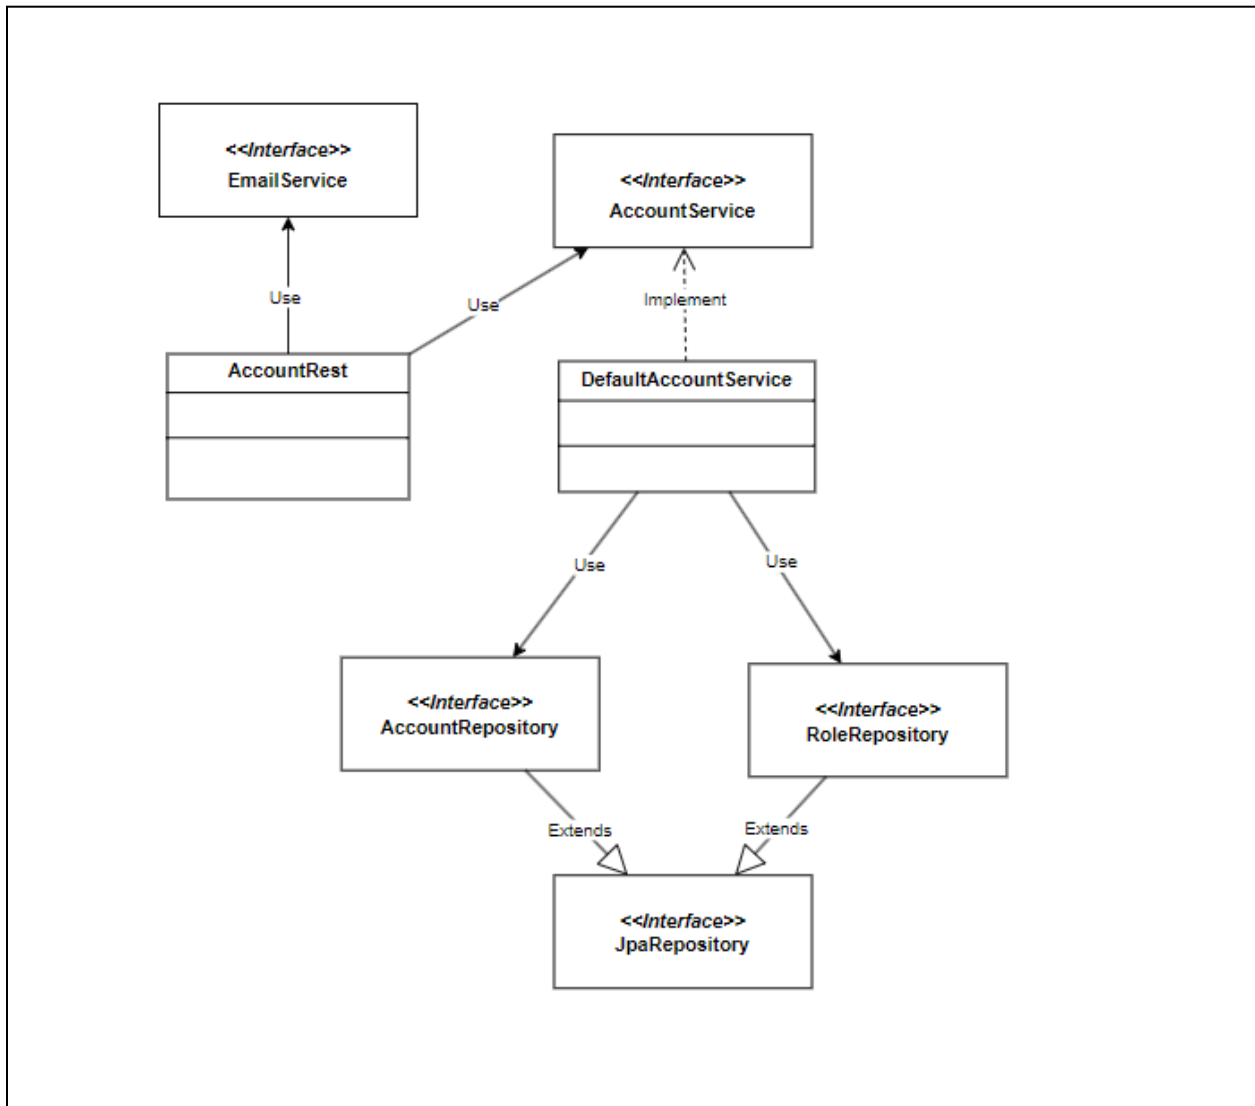 <<Interface>>
EmailService
<<Interface>>
AccountService
Use
Use
Implement
AccountRest
DefaultAccountService
Use
Use
<<Interface>>
AccountRepository
<<Interface>>
RoleRepository
Extends
Extends
<<Interface>>
JpaRepository